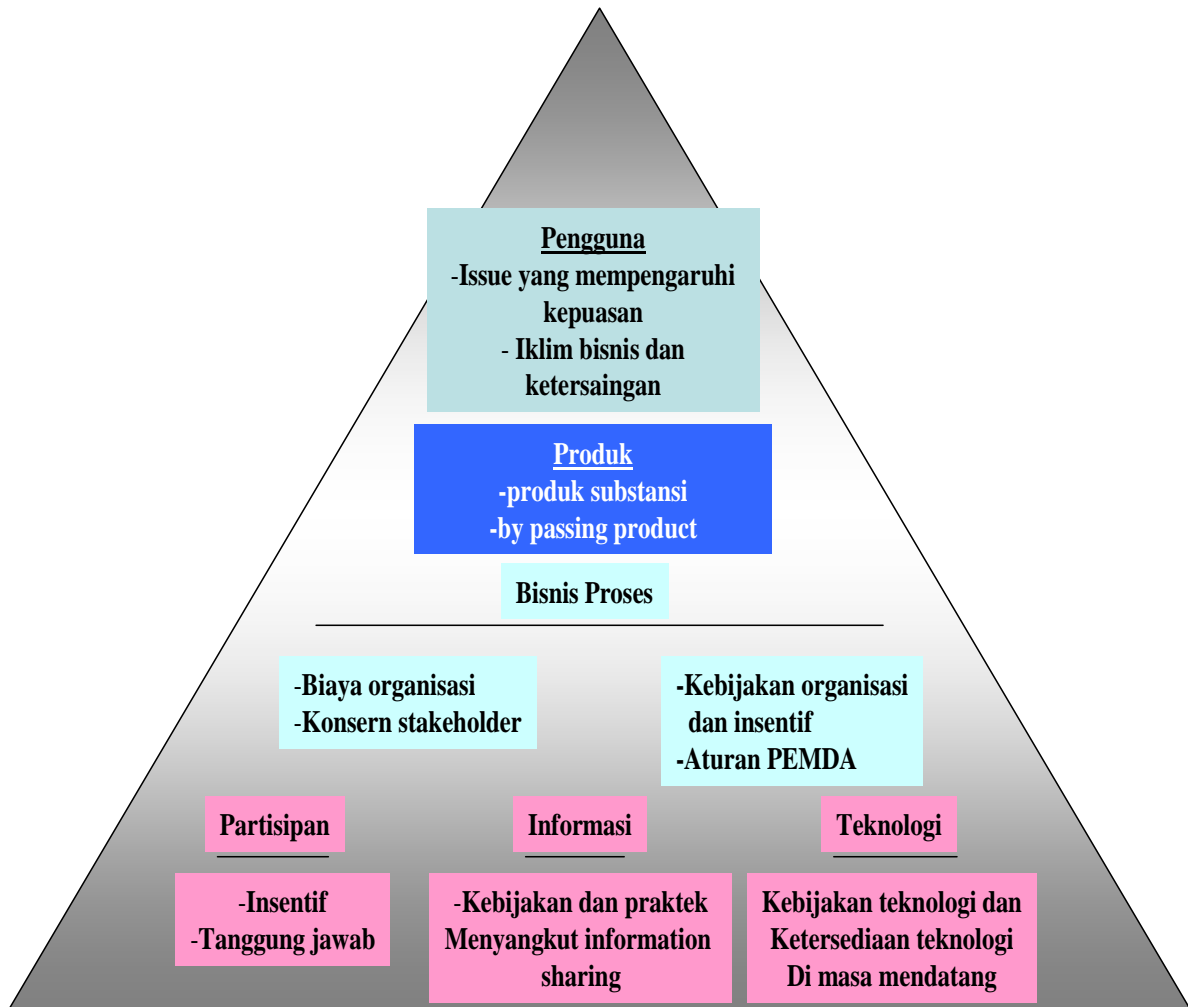 Pengguna
-Issue yang mempengaruhi
kepuasan
- Iklim bisnis dan
ketersaingan
Produk
-produk substansi
-by passing product
Bisnis Proses
-Biaya organisasi
-Konsern stakeholder
-Kebijakan organisasi
dan insentif
-Aturan PEMDA
Partisipan
-Insentif
-Tanggung jawab
Informasi
-Kebijakan dan praktek
Menyangkut information
sharing
Teknologi
Kebijakan teknologi dan
Ketersediaan teknologi
Di masa mendatang